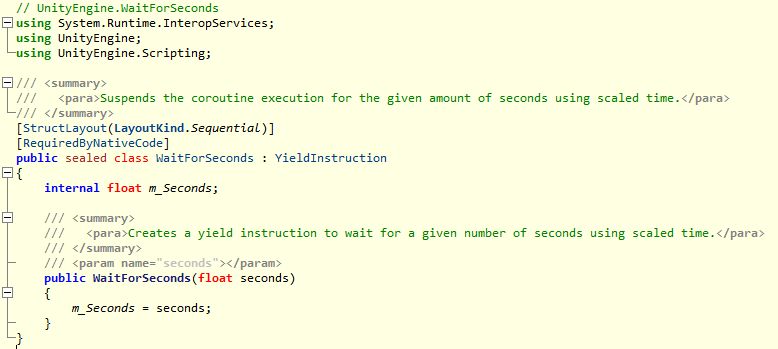 // UnityEngine.WaitForSeconds
using System.Runtime.InteropServices;
using UnityEngine;
using UnityEngine.Scripting;
/// <summary>
///   <para>Suspends the coroutine execution for the given amount of seconds using scaled time.</para>
/// </summary>
[StructLayout(LayoutKind.Sequential)]
[RequiredByNativeCode]
public sealed class WaitForSeconds : YieldInstruction
{
    internal float m_Seconds;
    /// <summary>
    ///   <para>Creates a yield instruction to wait for a given number of seconds using scaled time.</para>
    /// </summary>
    /// <param name="seconds"></param>
    public WaitForSeconds(float seconds)
    {
        m_Seconds = seconds;
    }
}